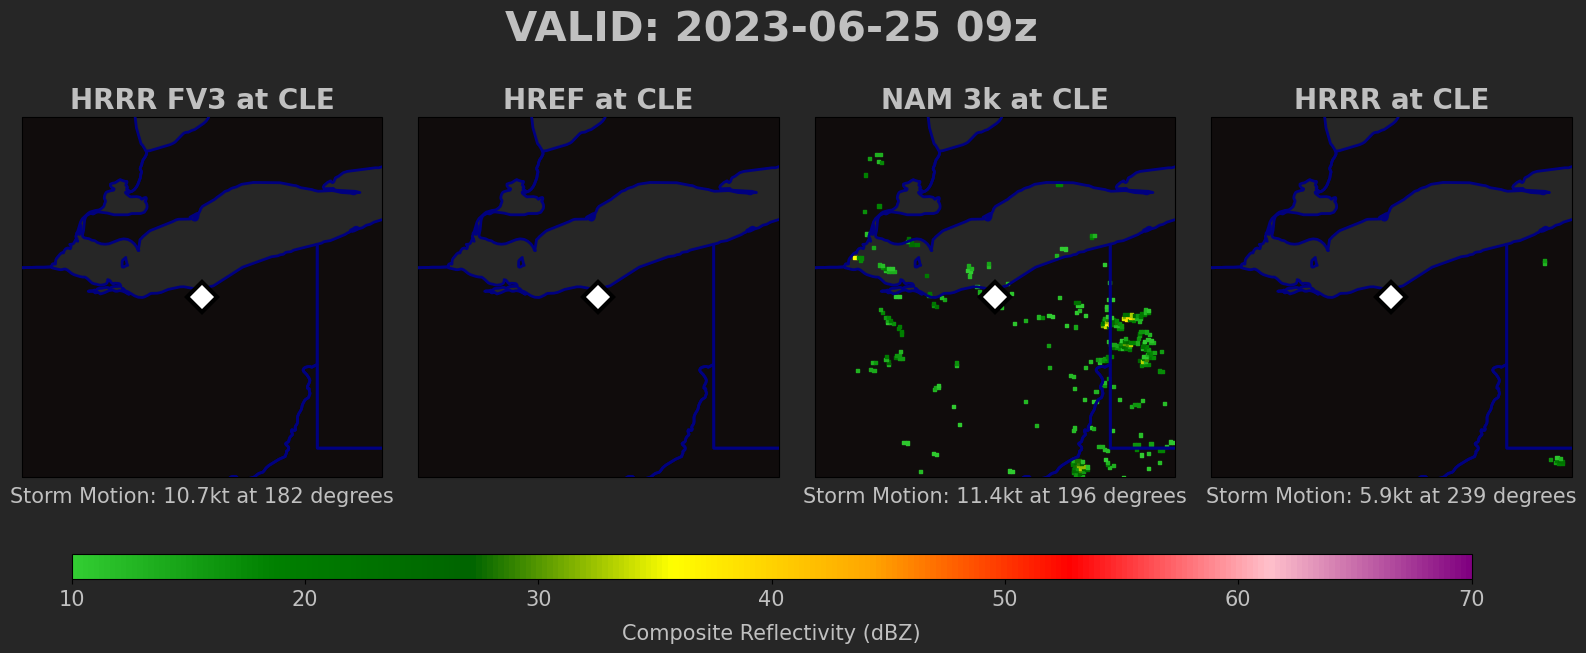 VALID: 2023-06-25 09z
HRRR FV3 at CLE
HREF at CLE
NAM 3k at CLE
HRRR at CLE
Storm Motion: 10.7kt at 182 degrees
Storm Motion: 11.4kt at 196 degrees
Storm Motion: 5.9kt at 239 degrees
10 20 30 40 50 60 70
Composite Reflectivity (dBZ)